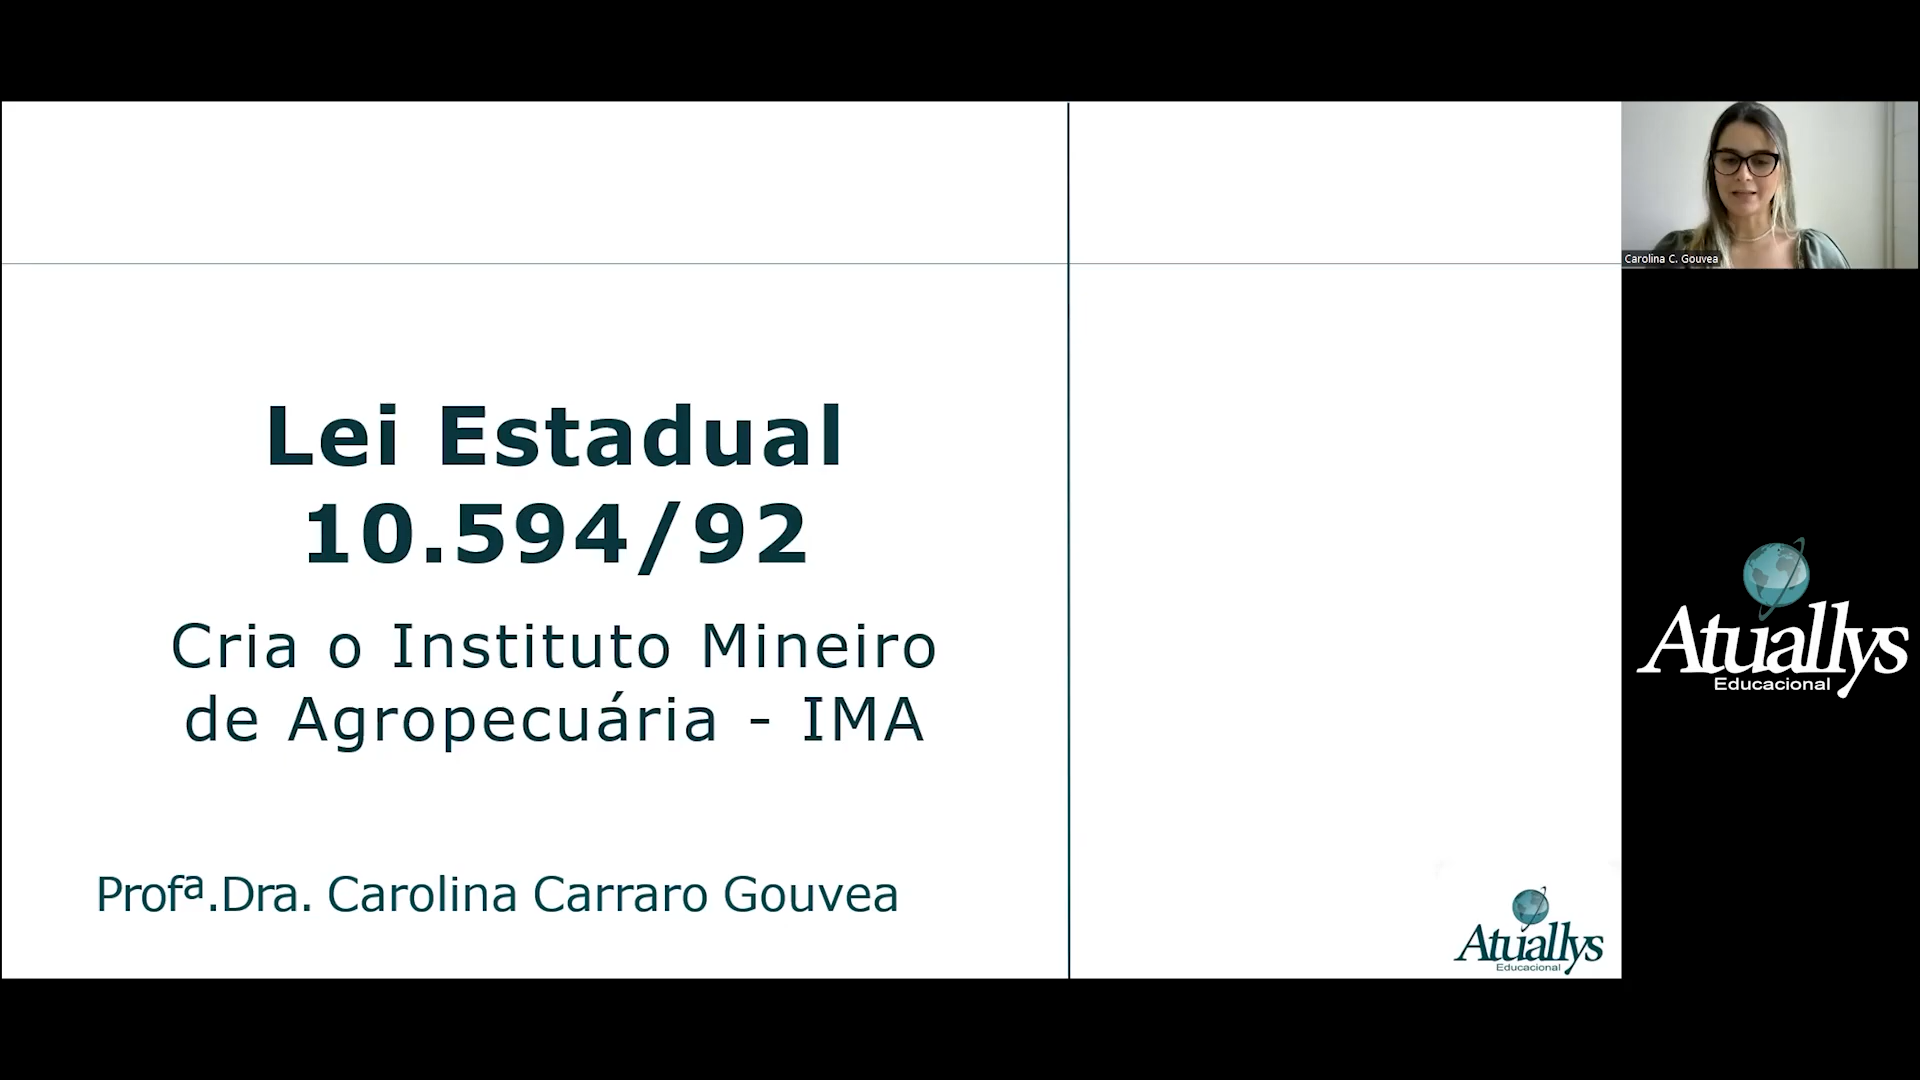 Lei Estadual
10.594/92
Cria o Instituto Mineiro
de Agropecuária - IMA
Profª.Dra. Carolina Carraro Gouvea
Atuallys
Educacional
Carolina C. Gouvea
Atuallys
Educacional